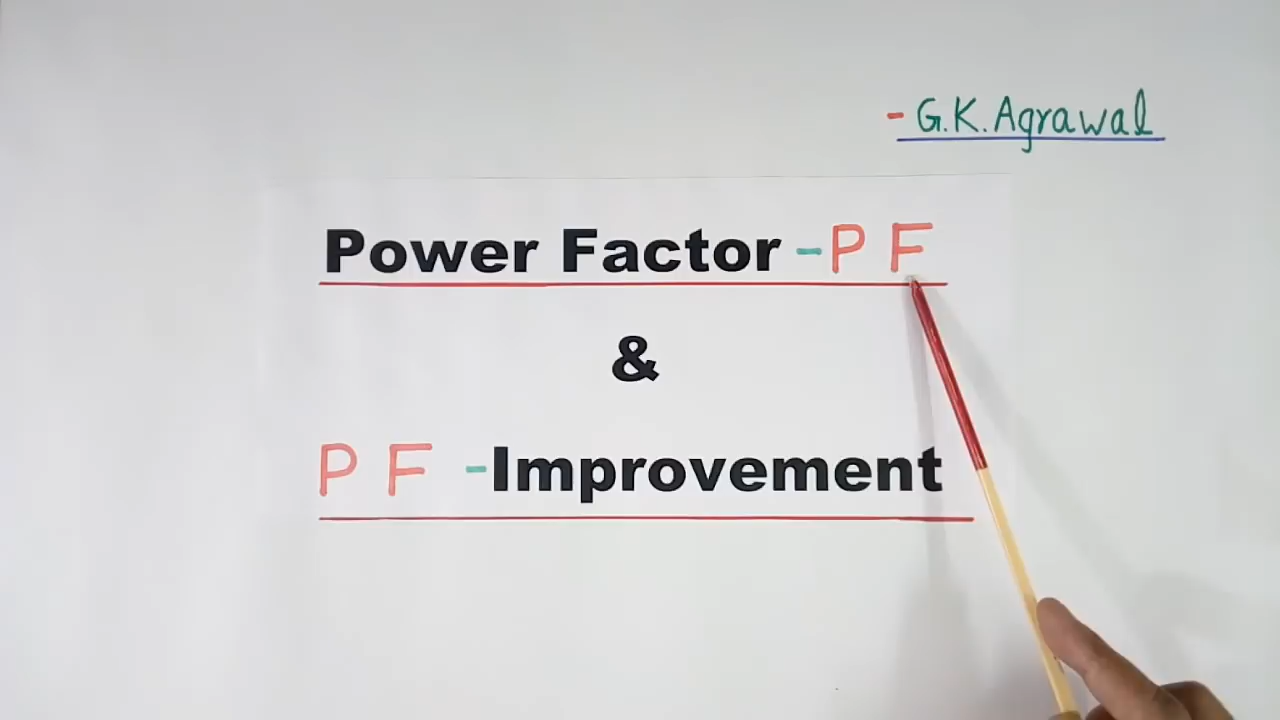 - G.K.Agrawal
Power Factor - P F
&
P F - Improvement